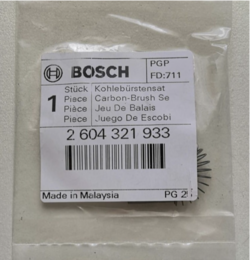 BOSCH
PGP
FD:711
1
Stück Kohlebürstensat
Piece Carbon-Brush Se
Pièce Jeu De Balais
Piece Juego De Escobi
2 604 321 933
Made in Malaysia
PG 2